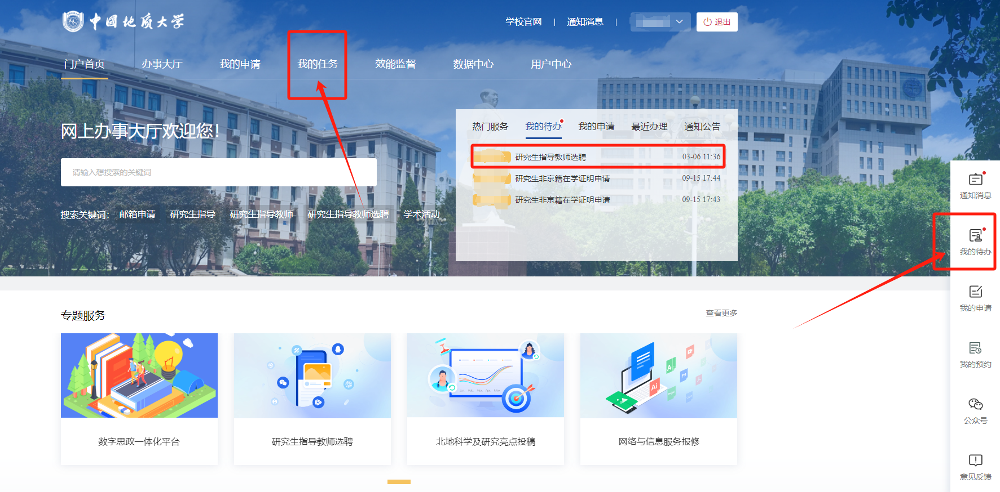 中国地质大学
学校官网 | 通知消息 |
退出
门户首页 办事大厅 我的申请 我的任务 效能监督 数据中心 用户中心
网上办事大厅欢迎您！
请输入想搜索的关键词
搜索关键词： 邮箱申请 研究生指导 研究生指导教师 研究生指导教师选聘 学术活动
热门服务 我的待办 我的申请 最近办理 通知公告
研究生指导教师选聘 03-06 11:36
研究生非京籍在学证明申请 09-15 17:44
研究生非京籍在学证明申请 09-15 17:43
通知消息
我的待办
我的申请
我的预约
公众号
意见反馈
专题服务 查看更多
数字思政一体化平台
研究生指导教师选聘
北地科学及研究亮点投稿
网络与信息服务报修
Ai
PS